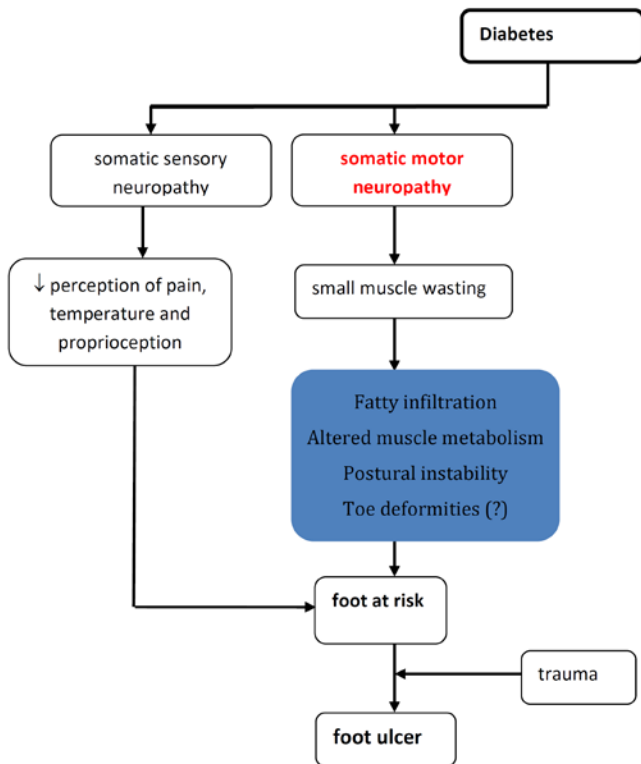 Diabetes
somatic sensory
neuropathy
somatic motor
neuropathy
↓ perception of pain,
temperature and
proprioception
small muscle wasting
Fatty infiltration
Altered muscle metabolism
Postural instability
Toe deformities (?)
foot at risk
trauma
foot ulcer